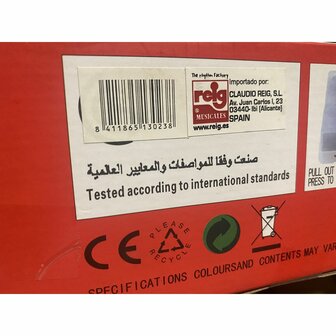 The rhythm Factory
reig
MUSICALES
www.reig.es
Importado por:
CLAUDIO REIG, S.L.
Av. Juan Carlos I, 23
03440-Ibi (Alicante)
SPAIN
8 411865 130238
صنعت وفقا للمواصفات والمعايير العالمية
Tested according to international standards
CE
PLEASE
RECYCLE
PULL OUT
PRESS TO
SPECIFICATIONS COLOURSAND CONTENTS MAY VAR